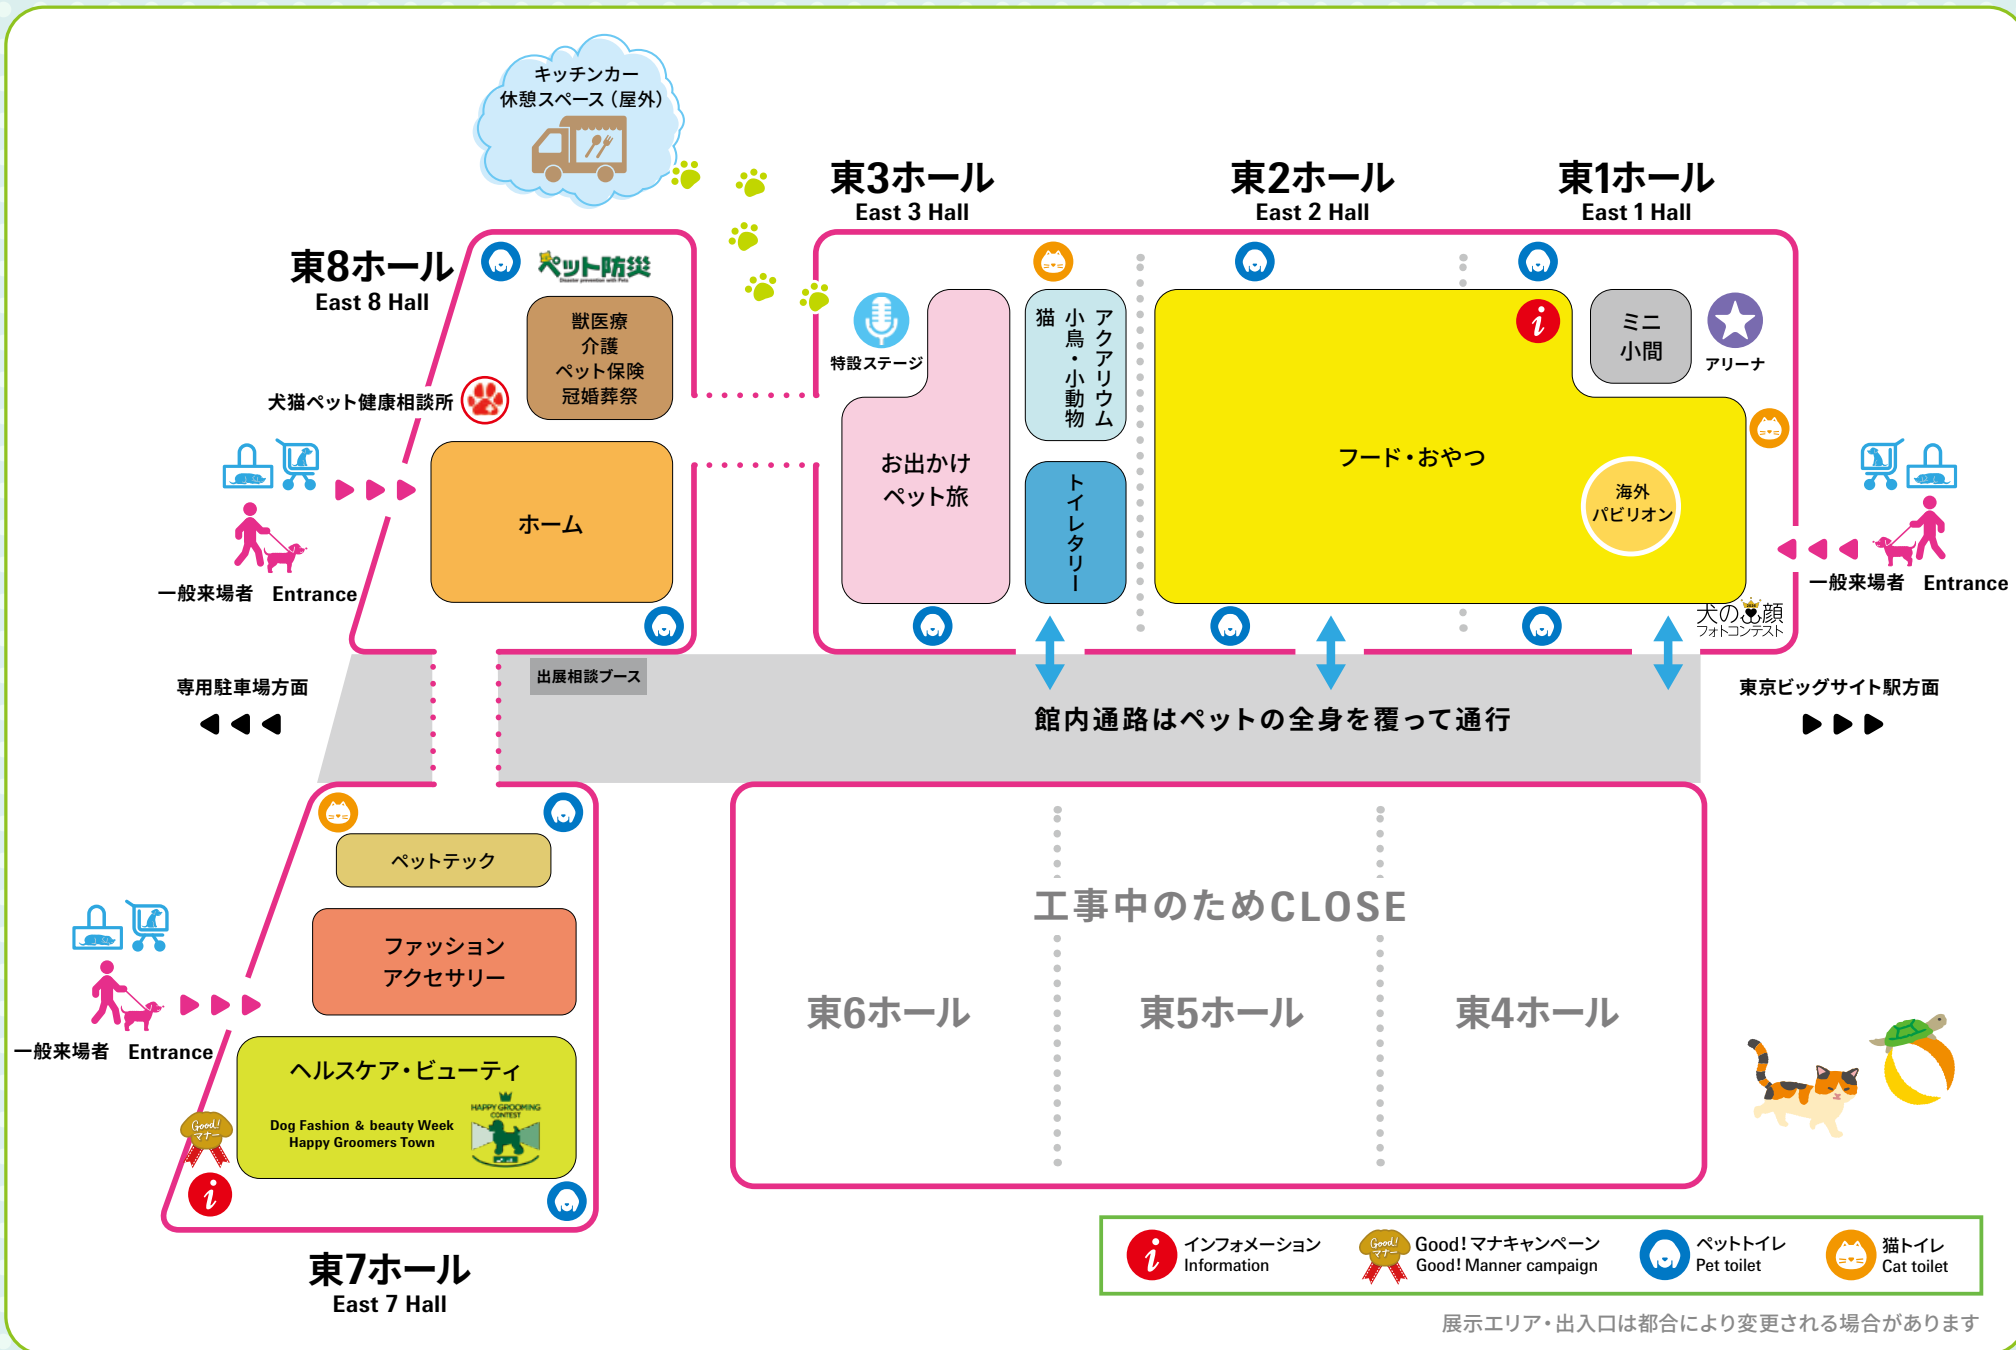 キッチンカー
休憩スペース（屋外）
東3ホール
East 3 Hall
東2ホール
East 2 Hall
東1ホール
East 1 Hall
東8ホール
East 8 Hall
ペット防災
Disaster prevention with Pets
獣医療
介護
ペット保険
冠婚葬祭
犬猫ペット健康相談所
ホーム
一般来場者 Entrance
特設ステージ
お出かけ
ペット旅
アクアリウム
小鳥・小動物
猫
トイレタリー
フード・おやつ
海外
パビリオン
ミニ
小間
アリーナ
一般来場者 Entrance
フォトコンテスト
専用駐車場方面
出展相談ブース
館内通路はペットの全身を覆って通行
東京ビッグサイト駅方面
ペットテック
ファッション
アクセサリー
一般来場者 Entrance
ヘルスケア・ビューティ
Dog Fashion & beauty Week
Happy Groomers Town
HAPPY GROOMING
CONTEST
Good!
マナー
i
東7ホール
East 7 Hall
工事中のためCLOSE
東6ホール
東5ホール
東4ホール
i
インフォメーション
Information
Good!
マナー
Good!マナキャンペーン
Good! Manner campaign
ペットトイレ
Pet toilet
猫トイレ
Cat toilet
展示エリア・出入口は都合により変更される場合があります